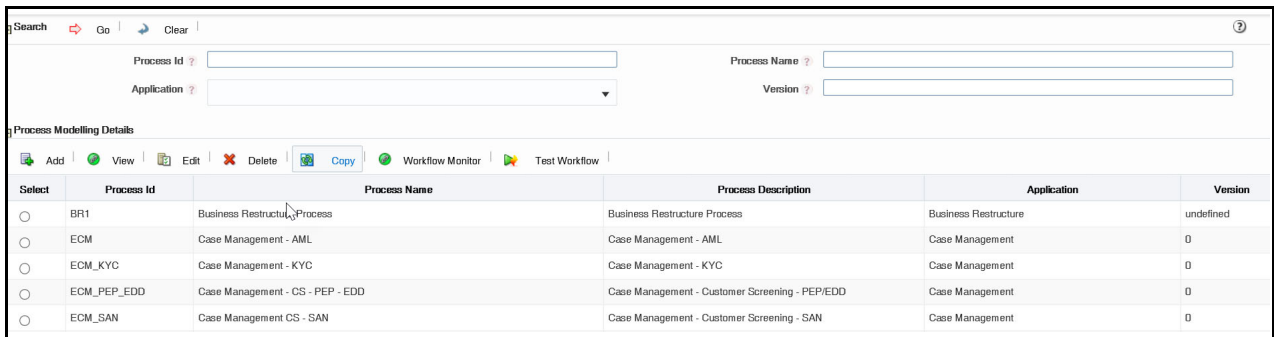 Search Go Clear ?
Process Id ? Process Name ?
Application ? Version ?
Process Modelling Details
Add View Edit Delete Copy Workflow Monitor Test Workflow
Select Process Id Process Name Process Description Application Version
BR1 Business Restructure Process Business Restructure Process Business Restructure undefined
ECM Case Management - AML Case Management - AML Case Management 0
ECM_KYC Case Management - KYC Case Management - KYC Case Management 0
ECM_PEP_EDD Case Management - CS - PEP - EDD Case Management - Customer Screening - PEP/EDD Case Management 0
ECM_SAN Case Management CS - SAN Case Management - Customer Screening - SAN Case Management 0